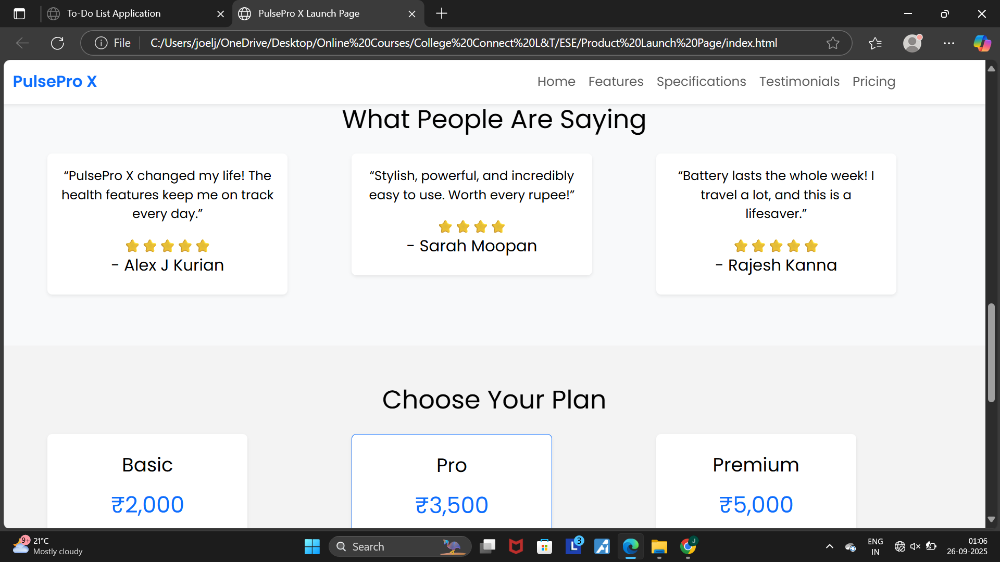 To-Do List Application
PulsePro X Launch Page
File
C:/Users/joelj/OneDrive/Desktop/Online%20Courses/College%20Connect%20L&T/ESE/Product%20Launch%20Page/index.html
PulsePro X
Home Features Specifications Testimonials Pricing
What People Are Saying
“PulsePro X changed my life! The
health features keep me on track
every day.”
- Alex J Kurian
“Stylish, powerful, and incredibly
easy to use. Worth every rupee!”
- Sarah Moopan
“Battery lasts the whole week! I
travel a lot, and this is a
lifesaver.”
- Rajesh Kanna
Choose Your Plan
Basic
₹2,000
Pro
₹3,500
Premium
₹5,000
9+
21°C
Mostly cloudy
Search
L
3
J
ENG
IN
01:06
26-09-2025